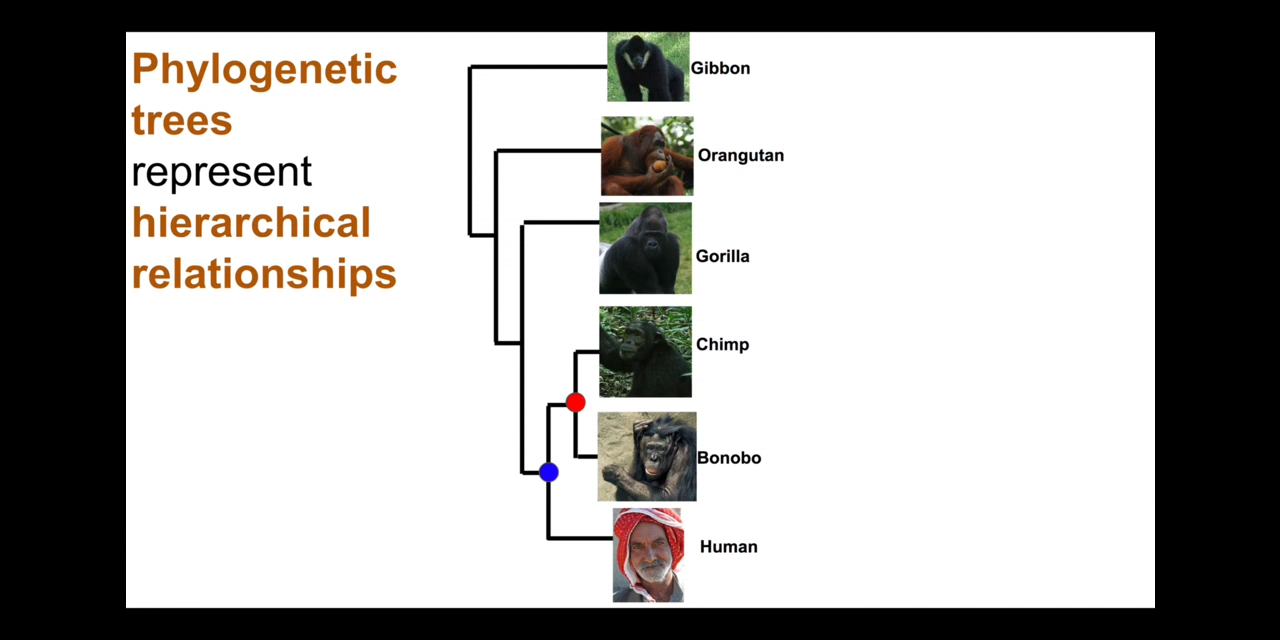 Phylogenetic
trees
represent
hierarchical
relationships
Gibbon
Orangutan
Gorilla
Chimp
Bonobo
Human